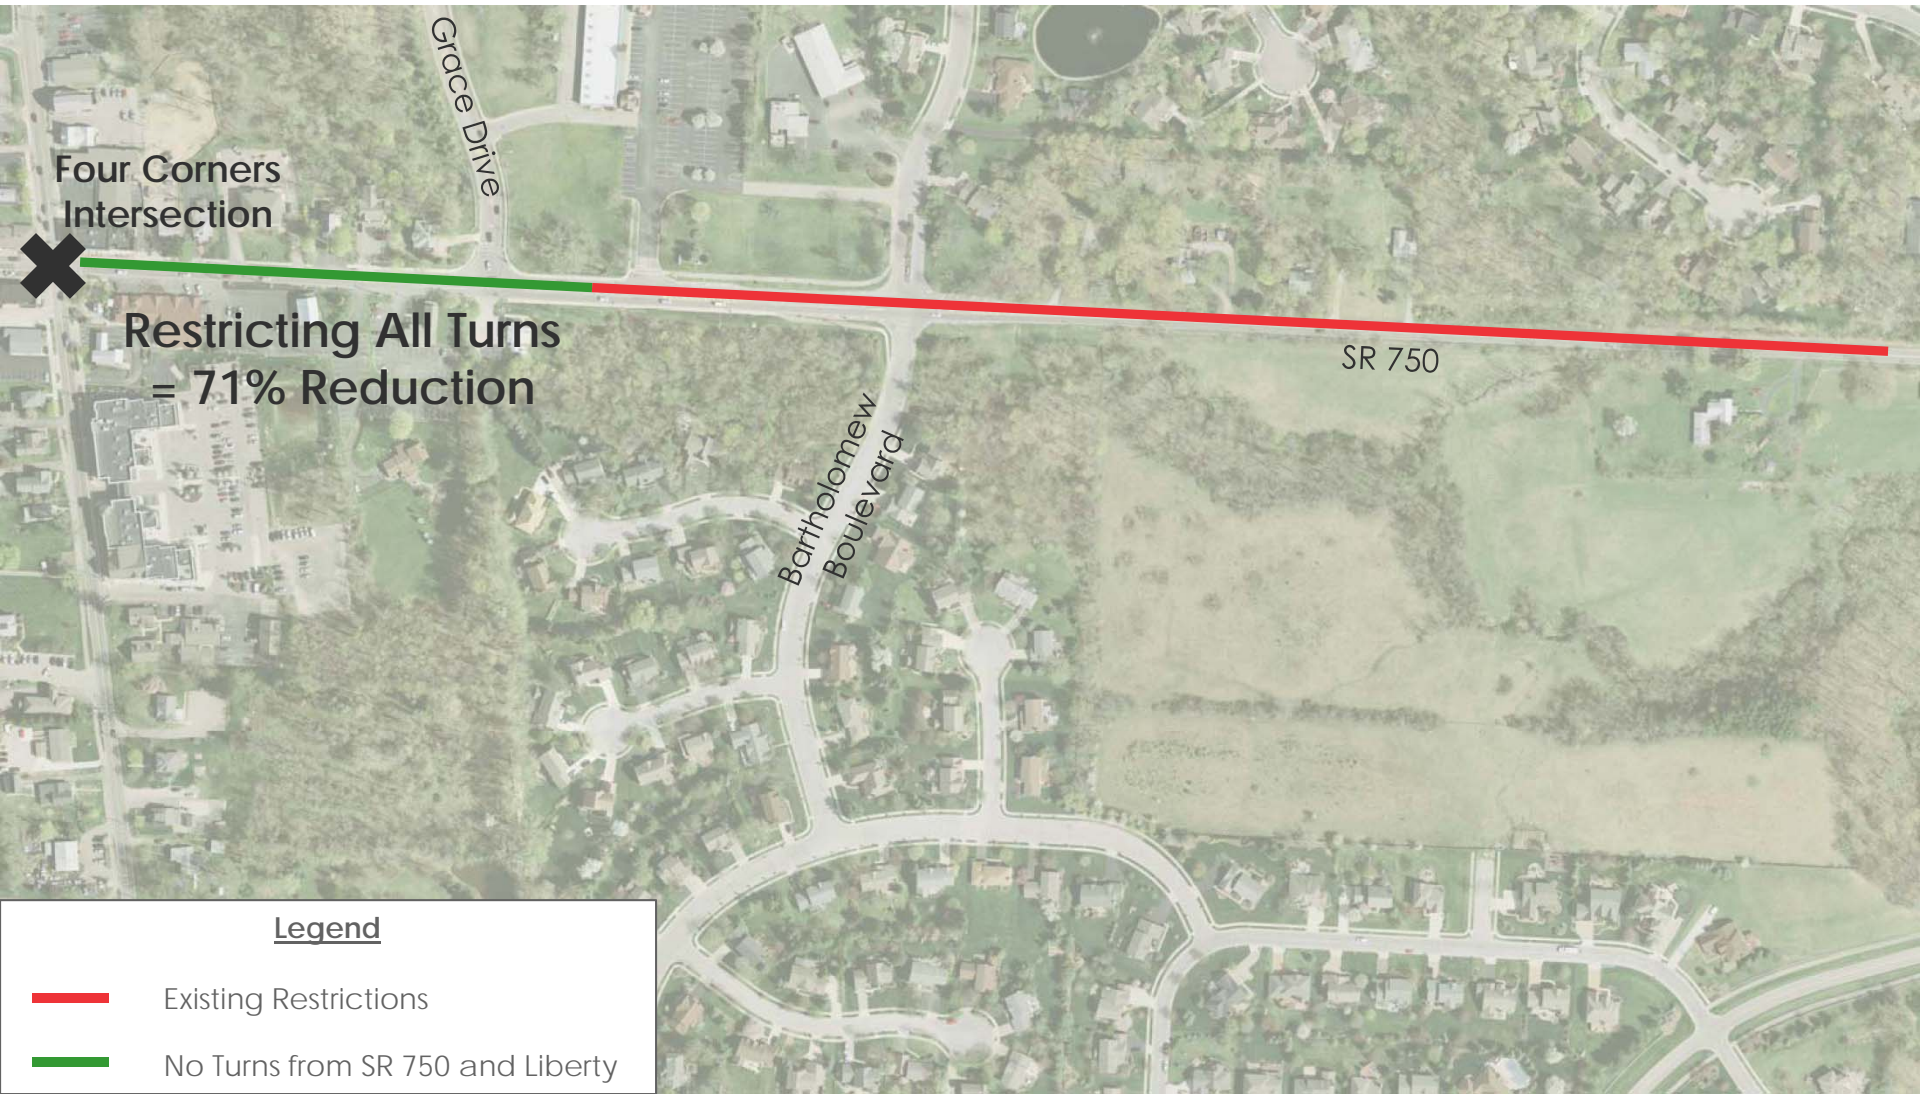 Grace Drive
Four Corners
Intersection
Restricting All Turns
= 71% Reduction
SR 750
Bartholomew
Boulevard
Legend
Existing Restrictions
No Turns from SR 750 and Liberty